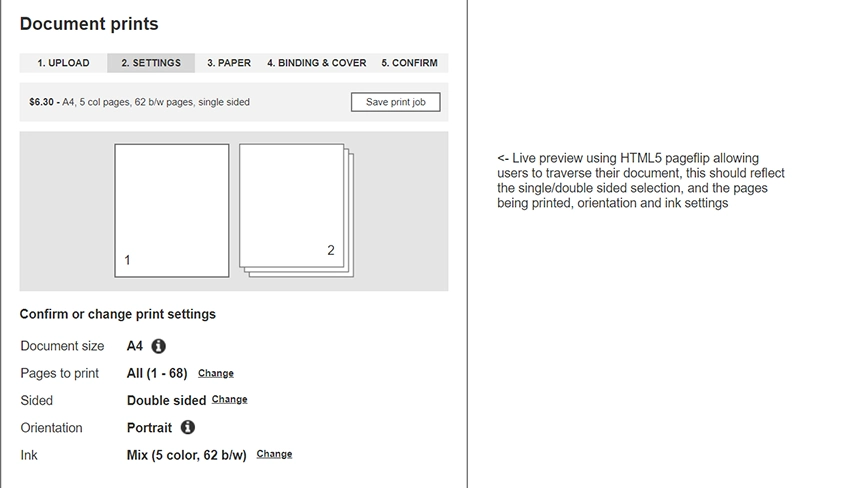 Document prints
1. UPLOAD 2. SETTINGS 3. PAPER 4. BINDING & COVER 5. CONFIRM
$6.30 - A4, 5 col pages, 62 b/w pages, single sided Save print job
1 2
<- Live preview using HTML5 pageflip allowing
users to traverse their document, this should reflect
the single/double sided selection, and the pages
being printed, orientation and ink settings
Confirm or change print settings
Document size A4 i
Pages to print All (1 - 68) Change
Sided Double sided Change
Orientation Portrait i
Ink Mix (5 color, 62 b/w) Change